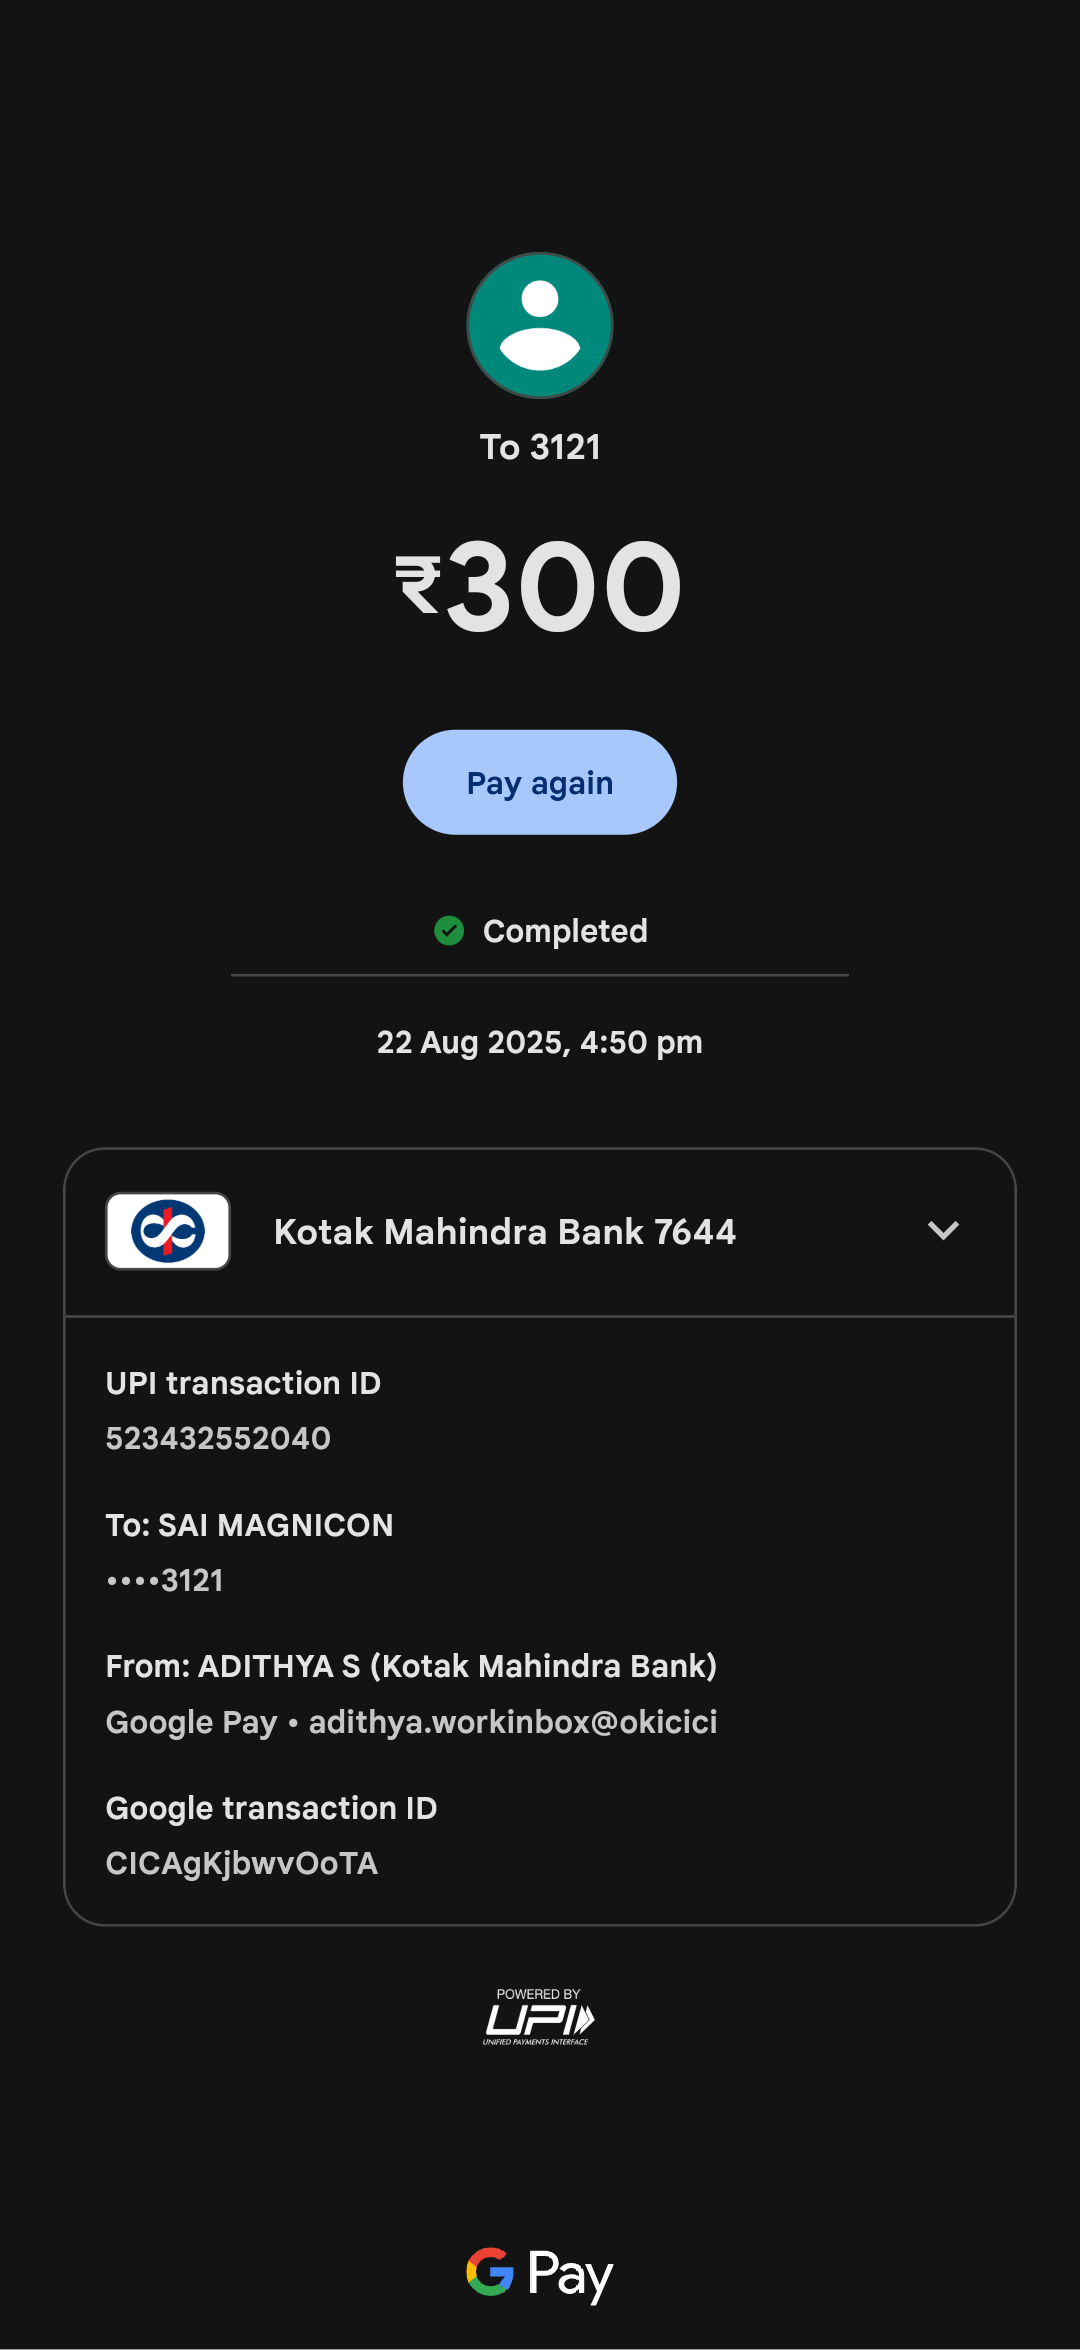 To 3121
₹300
Pay again
Completed
22 Aug 2025, 4:50 pm
Kotak Mahindra Bank 7644
UPI transaction ID
523432552040
To: SAI MAGNICON
••••3121
From: ADITHYA S (Kotak Mahindra Bank)
Google Pay • adithya.workinbox@okicici
Google transaction ID
CICAgKjbwvOoTA
POWERED BY
UPI
UNIFIED PAYMENTS INTERFACE
G Pay